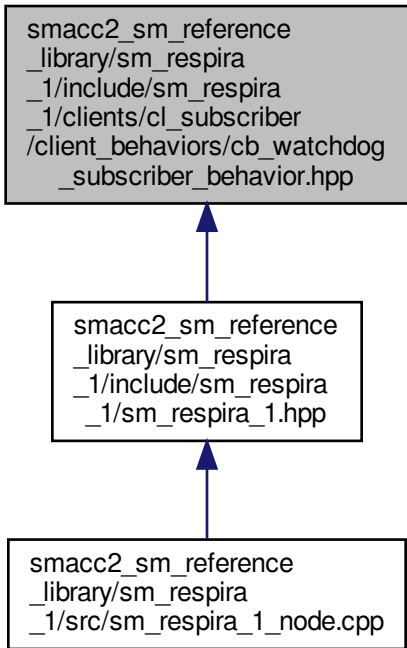 smacc2_sm_reference
_library/sm_respira
_1/include/sm_respira
_1/clients/cl_subscriber
/client_behaviors/cb_watchdog
_subscriber_behavior.hpp
smacc2_sm_reference
_library/sm_respira
_1/include/sm_respira
_1/sm_respira_1.hpp
smacc2_sm_reference
_library/sm_respira
_1/src/sm_respira_1_node.cpp